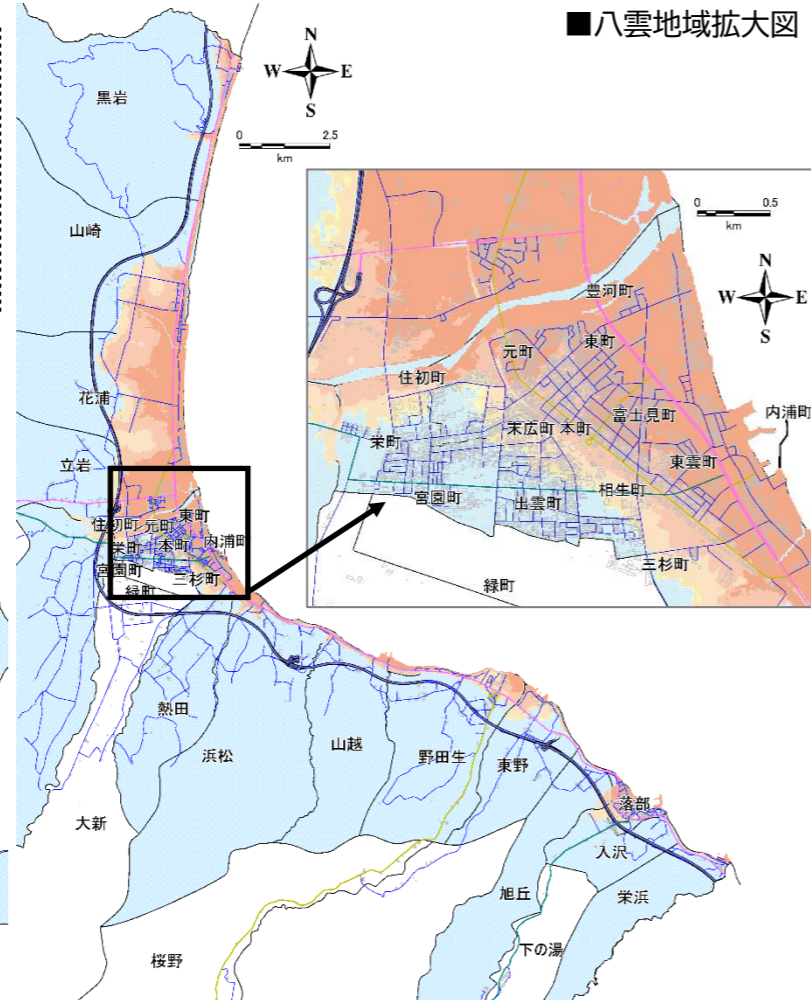 ■八雲地域拡大図
N
W E
S
0 2.5
km
黒岩
山崎
花浦
立岩
住初町
元町
東町
栄町
本町
内浦町
宮園町
三杉町
緑町
熱田
浜松
山越
野田生
東野
大新
落部
入沢
旭丘
栄浜
桜野
下の湯
0 0.5
km
N
W E
S
豊河町
東町
元町
住初町
富士見町
内浦町
末広町
本町
栄町
東雲町
相生町
宮園町
出雲町
三杉町
緑町